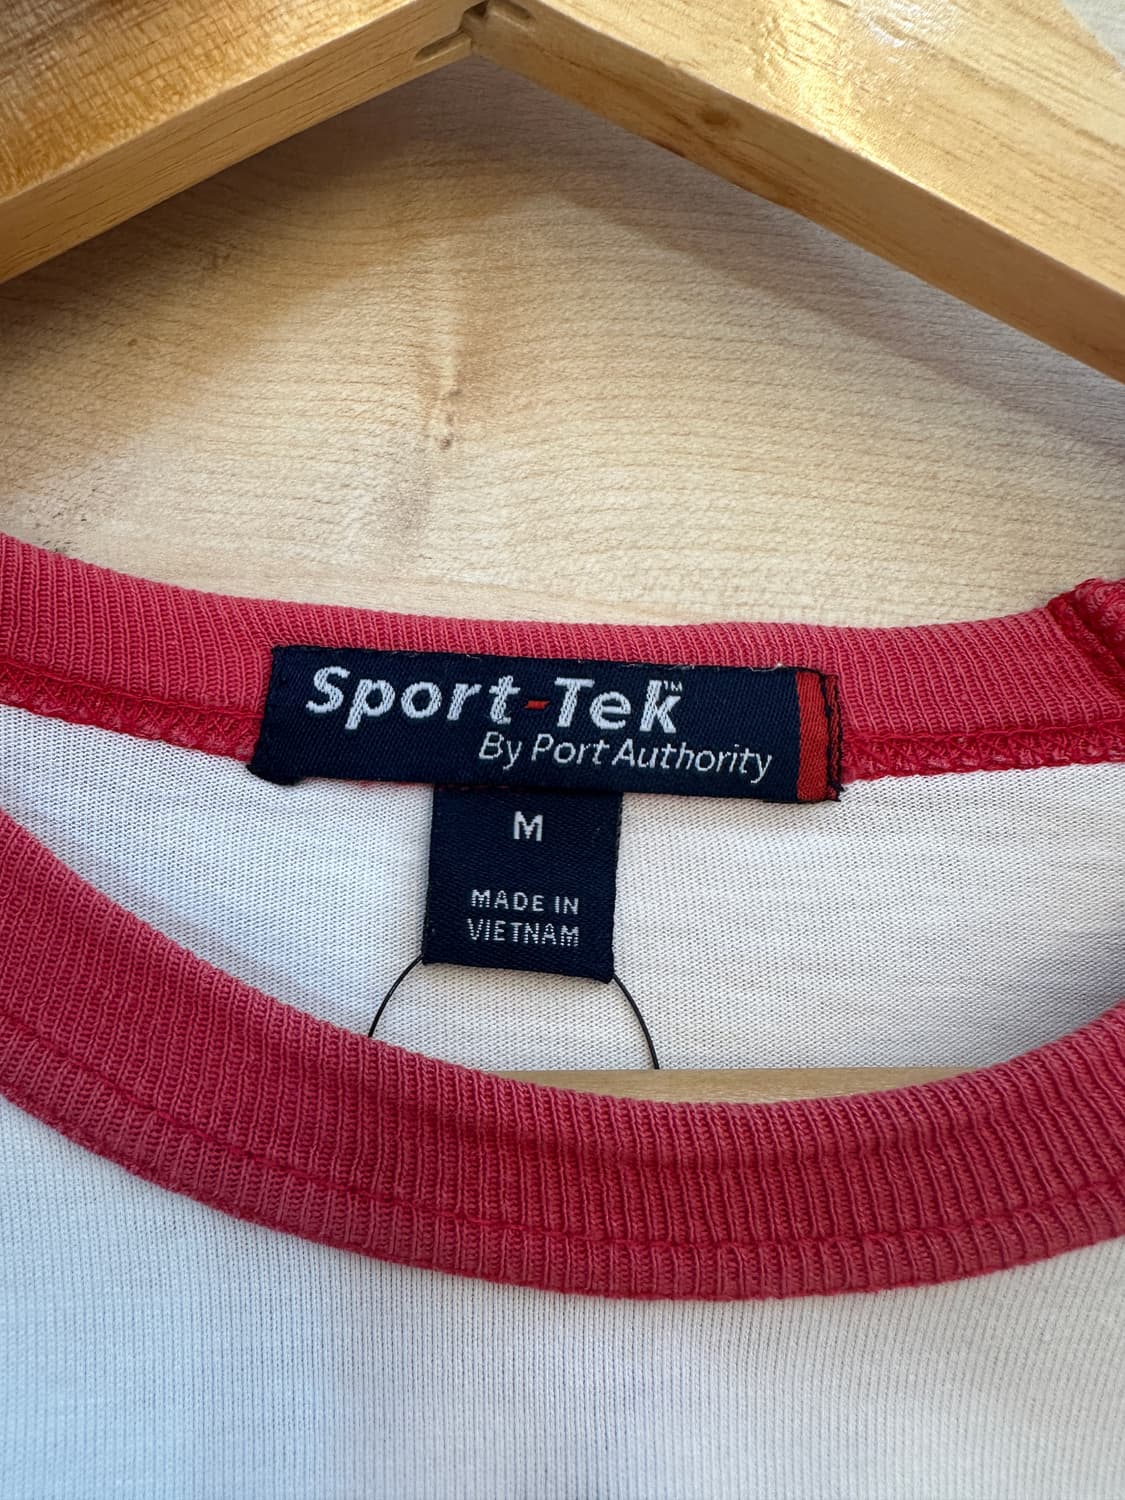 Sport-Tek™
By Port Authority
M
MADE IN
VIETNAM